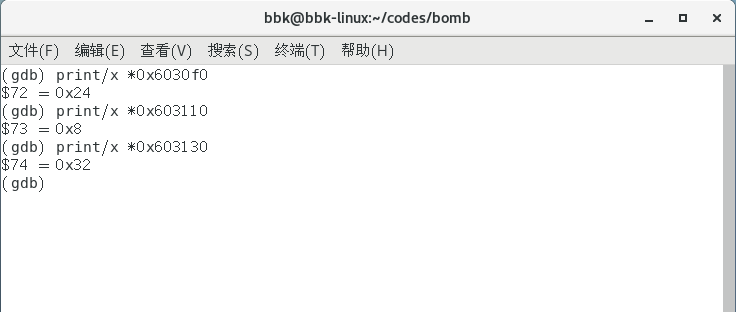 bbk@bbk-linux:~/codes/bomb
文件(F) 编辑(E) 查看(V) 搜索(S) 终端(T) 帮助(H)
(gdb) print/x *0x6030f0
$72 = 0x24
(gdb) print/x *0x603110
$73 = 0x8
(gdb) print/x *0x603130
$74 = 0x32
(gdb)